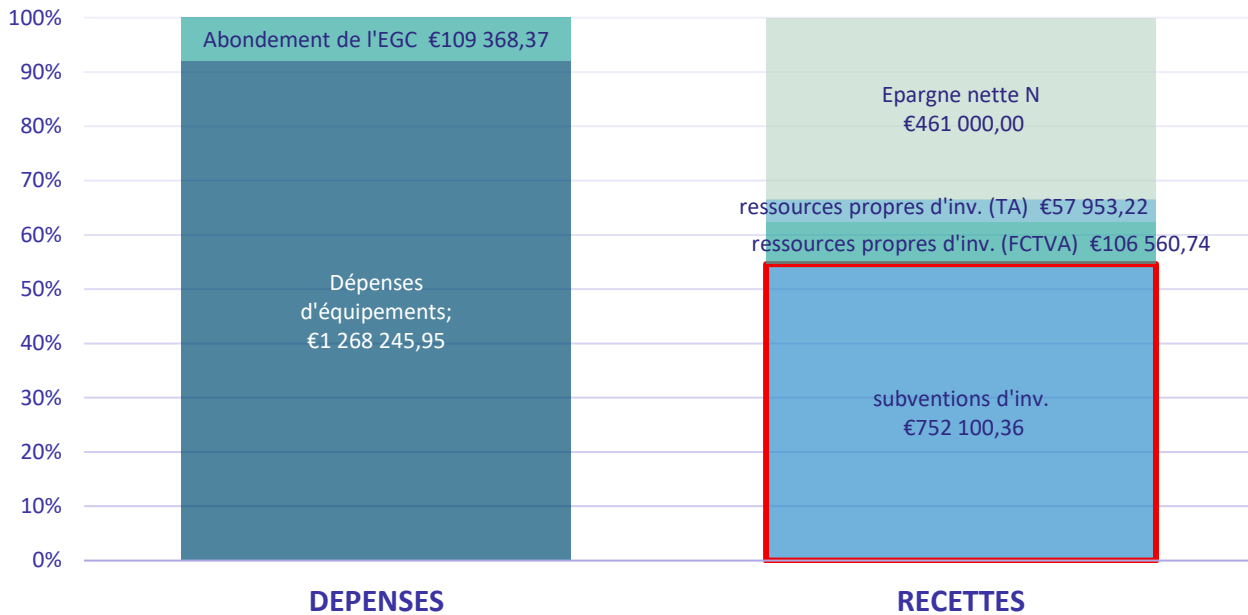 100%
90%
80%
70%
60%
50%
40%
30%
20%
10%
0%
Abondement de l'EGC €109 368,37
Dépenses
d'équipements;
€1 268 245,95
Epargne nette N
€461 000,00
ressources propres d'inv. (TA) €57 953,22
ressources propres d'inv. (FCTVA) €106 560,74
subventions d'inv.
€752 100,36
DEPENSES
RECETTES